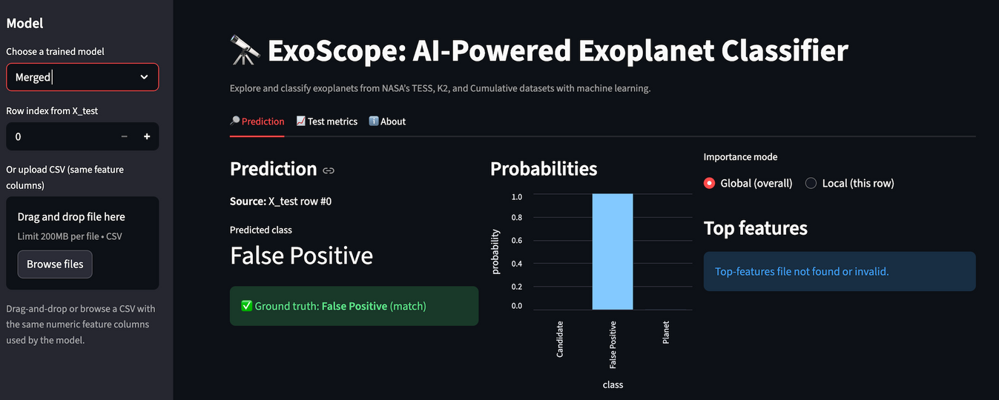 Model
Choose a trained model
Merged
Row index from X_test
0
Or upload CSV (same feature
columns)
Drag and drop file here
Limit 200MB per file • CSV
Browse files
Drag-and-drop or browse a CSV with
the same numeric feature columns
used by the model.
ExoScope: AI-Powered Exoplanet Classifier
Explore and classify exoplanets from NASA's TESS, K2, and Cumulative datasets with machine learning.
Prediction
Test metrics
About
Prediction
Source: X_test row #0
Predicted class
False Positive
Ground truth: False Positive (match)
Probabilities
probability
1.0
0.8
0.6
0.4
0.2
0.0
Candidate
False Positive
Planet
class
Importance mode
Global (overall)
Local (this row)
Top features
Top-features file not found or invalid.